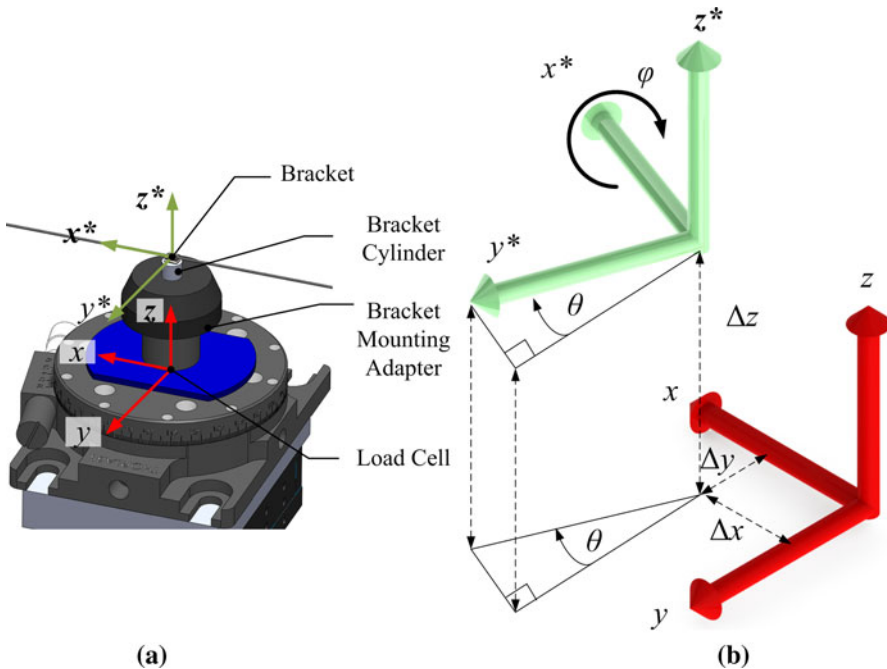 z*
Bracket
x*
Bracket
Cylinder
y*
z
Bracket
Mounting
Adapter
x
y
Load Cell
(a)
z*
x*
φ
y*
θ
Δz
z
x
Δy
Δx
θ
y
(b)